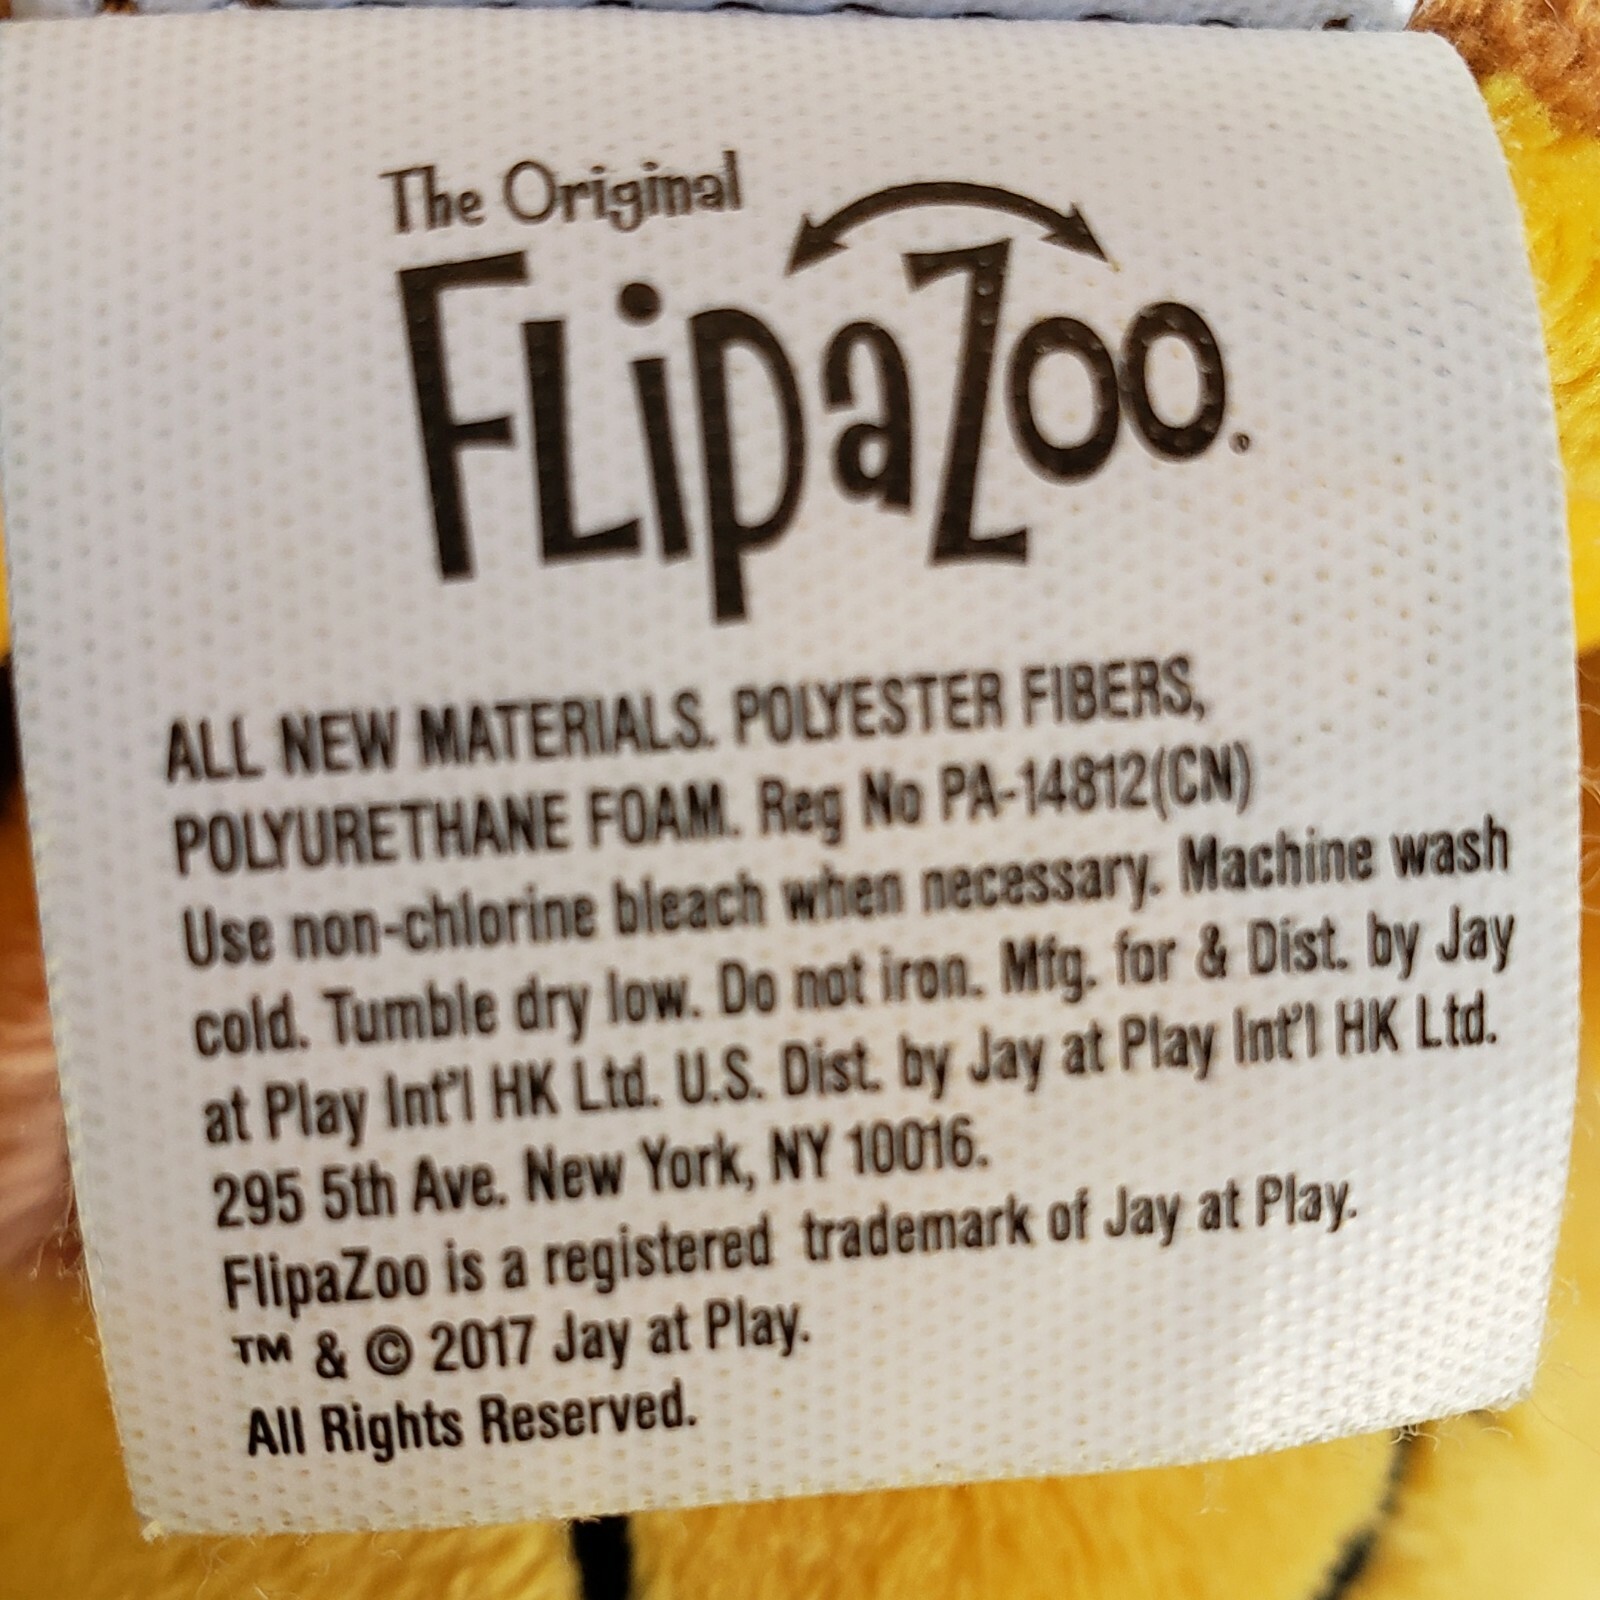 The Original
FLipaZoo.
ALL NEW MATERIALS. POLYESTER FIBERS,
POLYURETHANE FOAM. Reg No PA-14812(CN)
Use non-chlorine bleach when necessary. Machine wash
cold. Tumble dry low. Do not iron. Mfg. for & Dist. by Jay
at Play Int'l HK Ltd. U.S. Dist. by Jay at Play Int'l HK Ltd.
295 5th Ave. New York, NY 10016.
FlipaZoo is a registered trademark of Jay at Play.
™ & © 2017 Jay at Play.
All Rights Reserved.